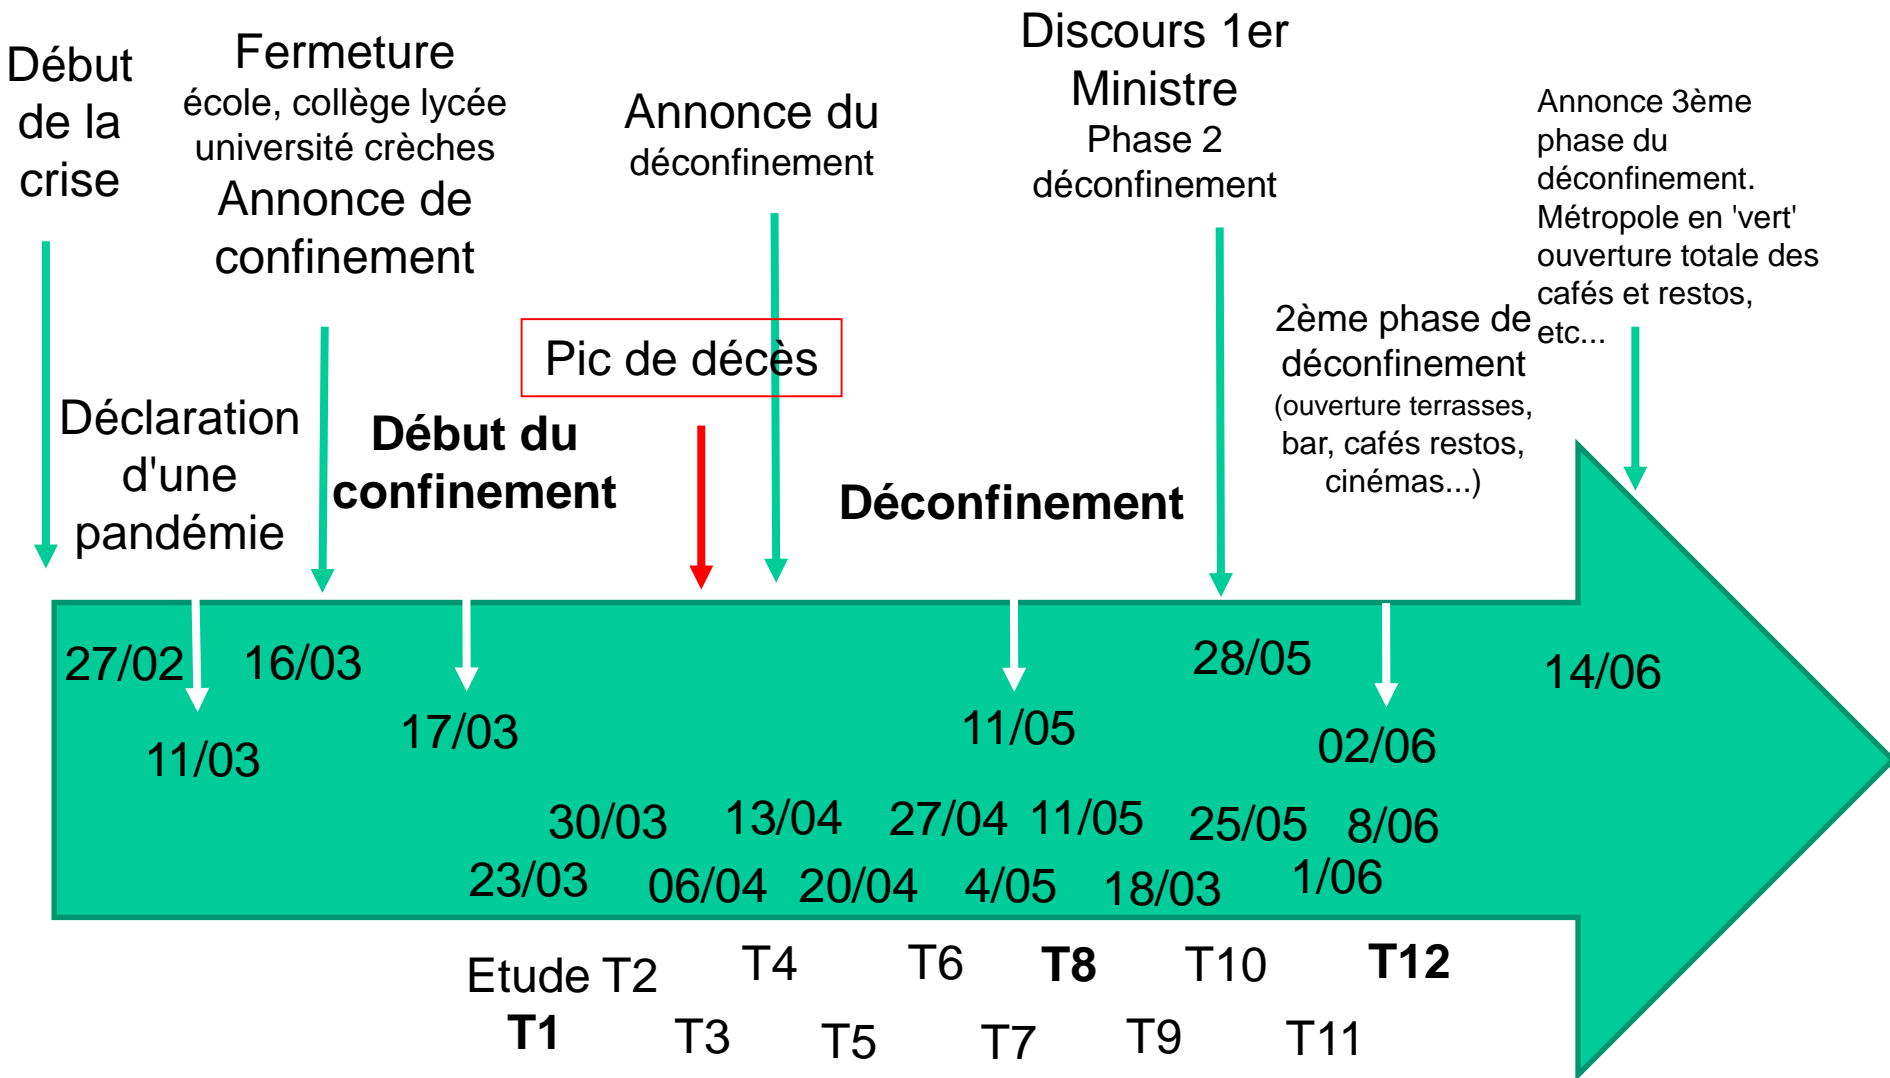 Début
de la
crise
Fermeture
école, collège lycée
université crèches
Annonce de
confinement
Annonce du
déconfinement
Discours 1er
Ministre
Phase 2
déconfinement
Annonce 3ème
phase du
déconfinement.
Métropole en 'vert'
ouverture totale des
cafés et restos,
etc...
Pic de décès
2ème phase de
déconfinement
(ouverture terrasses,
bar, cafés restos,
cinémas...)
Déclaration
d'une
pandémie
Début du
confinement
Déconfinement
27/02
16/03
28/05
14/06
11/03
17/03
11/05
02/06
30/03
13/04
27/04
11/05
25/05
8/06
23/03
06/04
20/04
4/05
18/03
1/06
Etude T2
T4
T6
T8
T10
T12
T1
T3
T5
T7
T9
T11